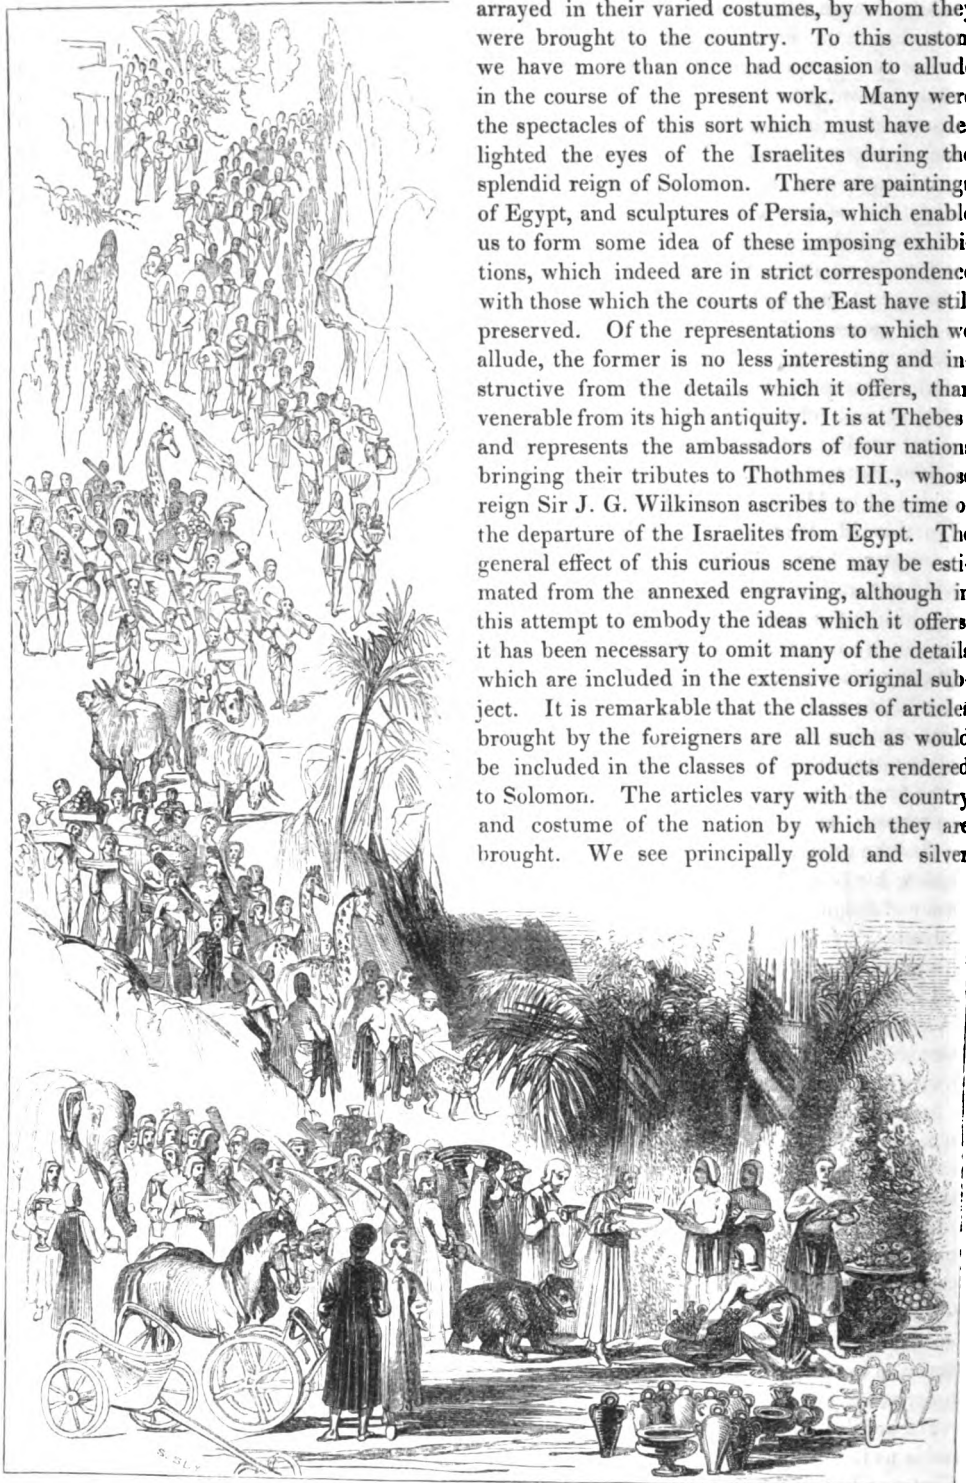 arrayed in their varied costumes, by whom they
were brought to the country. To this custom
we have more than once had occasion to allude
in the course of the present work. Many were
the spectacles of this sort which must have de-
lighted the eyes of the Israelites during the
splendid reign of Solomon. There are paintings
of Egypt, and sculptures of Persia, which enable
us to form some idea of these imposing exhibi-
tions, which indeed are in strict correspondence
with those which the courts of the East have still
preserved. Of the representations to which we
allude, the former is no less interesting and in-
structive from the details which it offers, than
venerable from its high antiquity. It is at Thebes
and represents the ambassadors of four nations
bringing their tributes to Thothmes III., whose
reign Sir J. G. Wilkinson ascribes to the time o
the departure of the Israelites from Egypt. The
general effect of this curious scene may be esti-
mated from the annexed engraving, although in
this attempt to embody the ideas which it offers
it has been necessary to omit many of the details
which are included in the extensive original sub-
ject. It is remarkable that the classes of articles
brought by the foreigners are all such as would
be included in the classes of products rendered
to Solomon. The articles vary with the country
and costume of the nation by which they are
brought. We see principally gold and silver
S. SLY